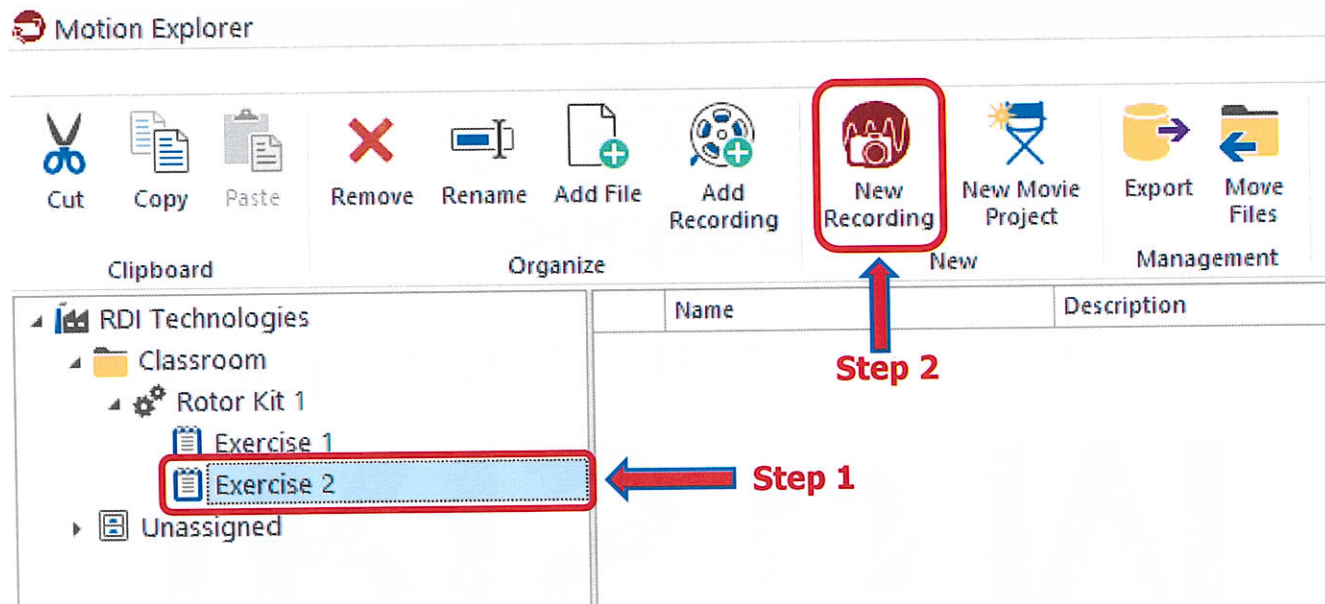 Motion Explorer
Cut
Copy
Paste
Remove
Rename
Add File
Add
Recording
New
Recording
New Movie
Project
Export
Move
Files
Clipboard
Organize
New
Management
RDI Technologies
Classroom
Rotor Kit 1
Exercise 1
Exercise 2
Unassigned
Name
Description
Step 2
Step 1